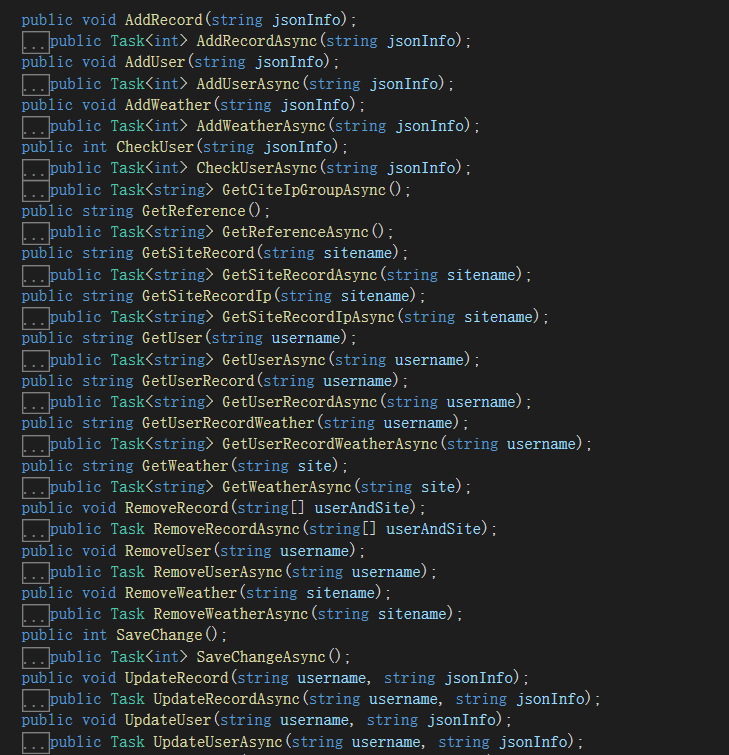 public void AddRecord(string jsonInfo);
...public Task<int> AddRecordAsync(string jsonInfo);
public void AddUser(string jsonInfo);
...public Task<int> AddUserAsync(string jsonInfo);
public void AddWeather(string jsonInfo);
...public Task<int> AddWeatherAsync(string jsonInfo);
public int CheckUser(string jsonInfo);
...public Task<int> CheckUserAsync(string jsonInfo);
...public Task<string> GetCiteIpGroupAsync();
public string GetReference();
...public Task<string> GetReferenceAsync();
public string GetSiteRecord(string sitename);
...public Task<string> GetSiteRecordAsync(string sitename);
public string GetSiteRecordIp(string sitename);
...public Task<string> GetSiteRecordIpAsync(string sitename);
public string GetUser(string username);
...public Task<string> GetUserAsync(string username);
public string GetUserRecord(string username);
...public Task<string> GetUserRecordAsync(string username);
public string GetUserRecordWeather(string username);
...public Task<string> GetUserRecordWeatherAsync(string username);
public string GetWeather(string site);
...public Task<string> GetWeatherAsync(string site);
public void RemoveRecord(string[] userAndSite);
...public Task RemoveRecordAsync(string[] userAndSite);
public void RemoveUser(string username);
...public Task RemoveUserAsync(string username);
public void RemoveWeather(string sitename);
...public Task RemoveWeatherAsync(string sitename);
public int SaveChange();
...public Task<int> SaveChangeAsync();
public void UpdateRecord(string username, string jsonInfo);
...public Task UpdateRecordAsync(string username, string jsonInfo);
public void UpdateUser(string username, string jsonInfo);
...public Task UpdateUserAsync(string username, string jsonInfo);